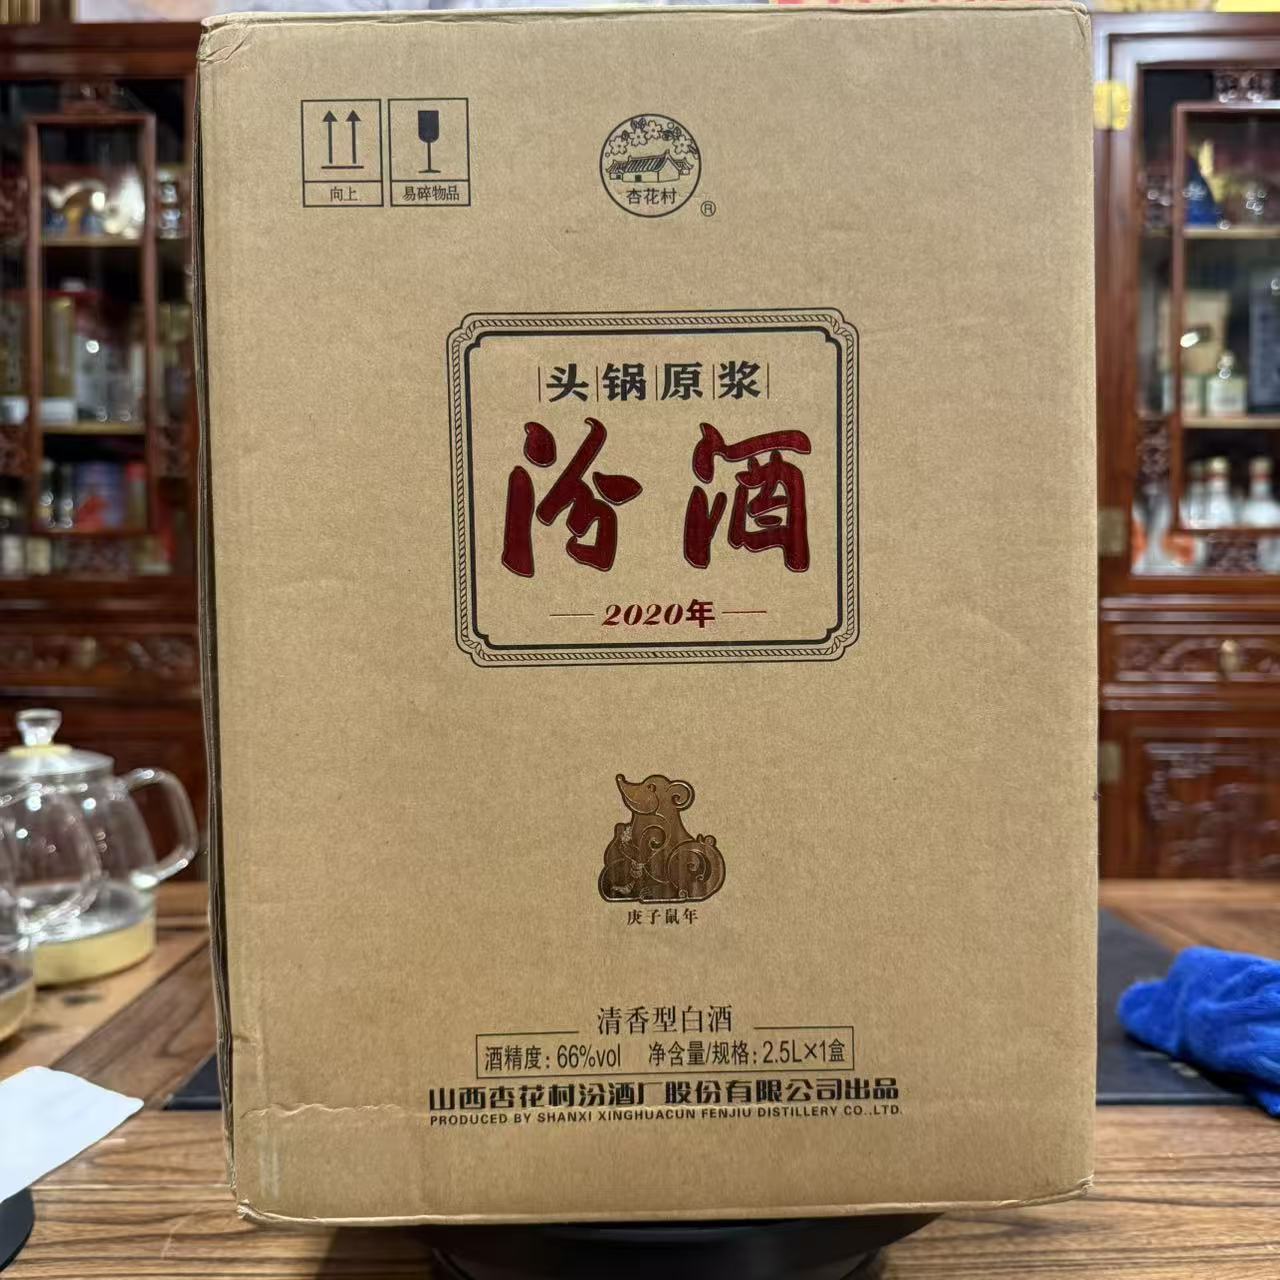 向上
易碎物品
杏花村
®
头锅原浆
汾酒
2020年
庚子鼠年
清香型白酒
酒精度：66%vol 净含量/规格：2.5L×1盒
山西杏花村汾酒厂股份有限公司出品
PRODUCED BY SHANXI XINGHUACUN FENJIU DISTILLERY CO.,LTD.